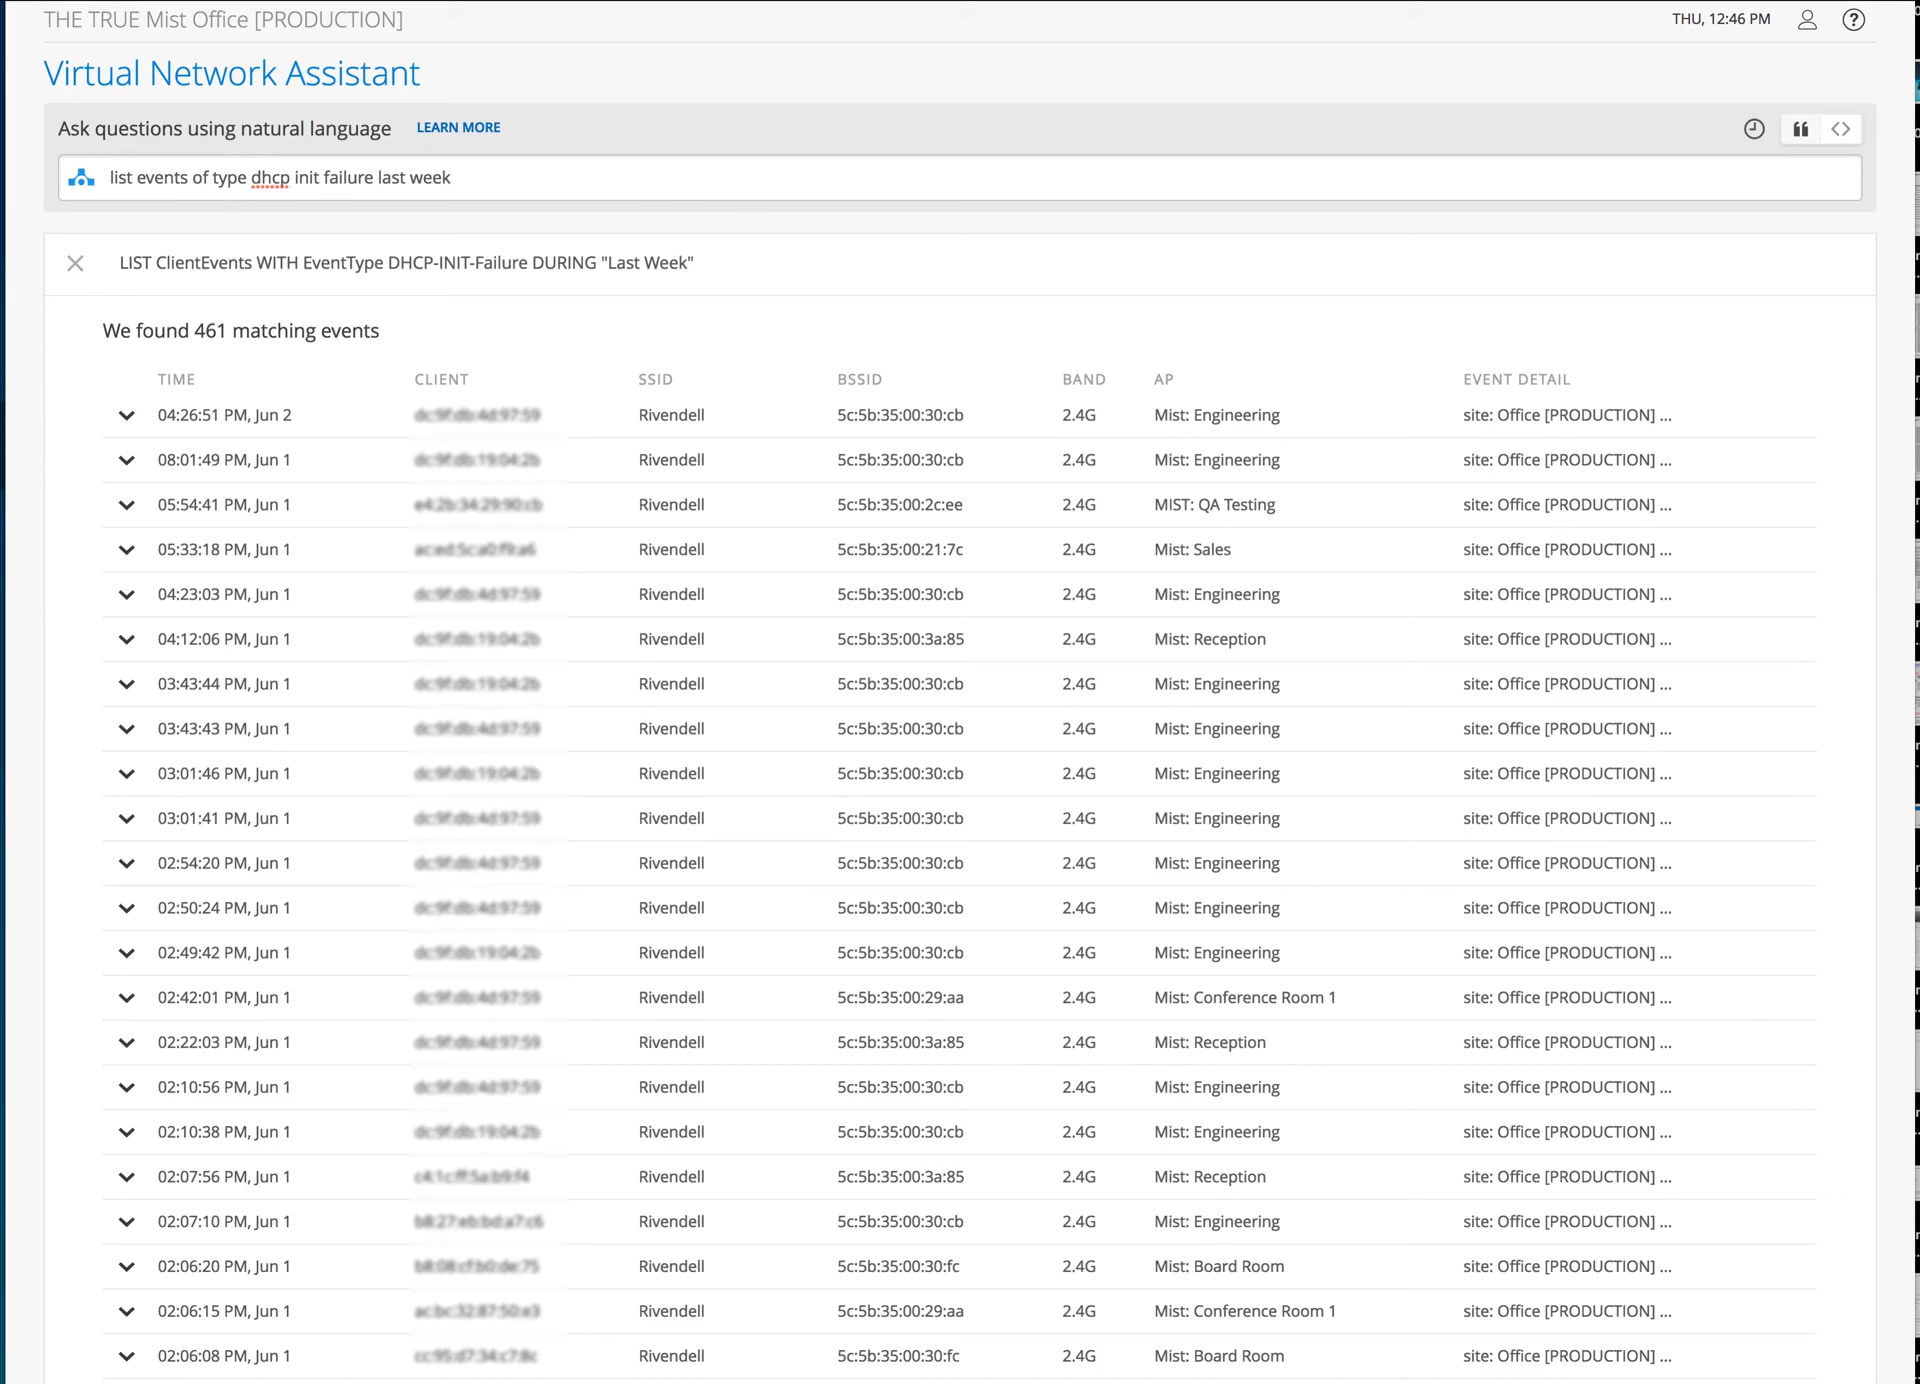 THE TRUE Mist Office [PRODUCTION] THU, 12:46 PM ?
Virtual Network Assistant
Ask questions using natural language LEARN MORE
list events of type dhcp init failure last week
LIST ClientEvents WITH EventType DHCP-INIT-Failure DURING "Last Week"
We found 461 matching events
TIME CLIENT SSID BSSID BAND AP EVENT DETAIL
04:26:51 PM, Jun 2 Rivendell 5c:5b:35:00:30:cb 2.4G Mist: Engineering site: Office [PRODUCTION] ...
08:01:49 PM, Jun 1 Rivendell 5c:5b:35:00:30:cb 2.4G Mist: Engineering site: Office [PRODUCTION] ...
05:54:41 PM, Jun 1 Rivendell 5c:5b:35:00:2c:ee 2.4G MIST: QA Testing site: Office [PRODUCTION] ...
05:33:18 PM, Jun 1 Rivendell 5c:5b:35:00:21:7c 2.4G Mist: Sales site: Office [PRODUCTION] ...
04:23:03 PM, Jun 1 Rivendell 5c:5b:35:00:30:cb 2.4G Mist: Engineering site: Office [PRODUCTION] ...
04:12:06 PM, Jun 1 Rivendell 5c:5b:35:00:3a:85 2.4G Mist: Reception site: Office [PRODUCTION] ...
03:43:44 PM, Jun 1 Rivendell 5c:5b:35:00:30:cb 2.4G Mist: Engineering site: Office [PRODUCTION] ...
03:43:43 PM, Jun 1 Rivendell 5c:5b:35:00:30:cb 2.4G Mist: Engineering site: Office [PRODUCTION] ...
03:01:46 PM, Jun 1 Rivendell 5c:5b:35:00:30:cb 2.4G Mist: Engineering site: Office [PRODUCTION] ...
03:01:41 PM, Jun 1 Rivendell 5c:5b:35:00:30:cb 2.4G Mist: Engineering site: Office [PRODUCTION] ...
02:54:20 PM, Jun 1 Rivendell 5c:5b:35:00:30:cb 2.4G Mist: Engineering site: Office [PRODUCTION] ...
02:50:24 PM, Jun 1 Rivendell 5c:5b:35:00:30:cb 2.4G Mist: Engineering site: Office [PRODUCTION] ...
02:49:42 PM, Jun 1 Rivendell 5c:5b:35:00:30:cb 2.4G Mist: Engineering site: Office [PRODUCTION] ...
02:42:01 PM, Jun 1 Rivendell 5c:5b:35:00:29:aa 2.4G Mist: Conference Room 1 site: Office [PRODUCTION] ...
02:22:03 PM, Jun 1 Rivendell 5c:5b:35:00:3a:85 2.4G Mist: Reception site: Office [PRODUCTION] ...
02:10:56 PM, Jun 1 Rivendell 5c:5b:35:00:30:cb 2.4G Mist: Engineering site: Office [PRODUCTION] ...
02:10:38 PM, Jun 1 Rivendell 5c:5b:35:00:30:cb 2.4G Mist: Engineering site: Office [PRODUCTION] ...
02:07:56 PM, Jun 1 Rivendell 5c:5b:35:00:3a:85 2.4G Mist: Reception site: Office [PRODUCTION] ...
02:07:10 PM, Jun 1 Rivendell 5c:5b:35:00:30:cb 2.4G Mist: Engineering site: Office [PRODUCTION] ...
02:06:20 PM, Jun 1 Rivendell 5c:5b:35:00:30:fc 2.4G Mist: Board Room site: Office [PRODUCTION] ...
02:06:15 PM, Jun 1 Rivendell 5c:5b:35:00:29:aa 2.4G Mist: Conference Room 1 site: Office [PRODUCTION] ...
02:06:08 PM, Jun 1 Rivendell 5c:5b:35:00:30:fc 2.4G Mist: Board Room site: Office [PRODUCTION] ...